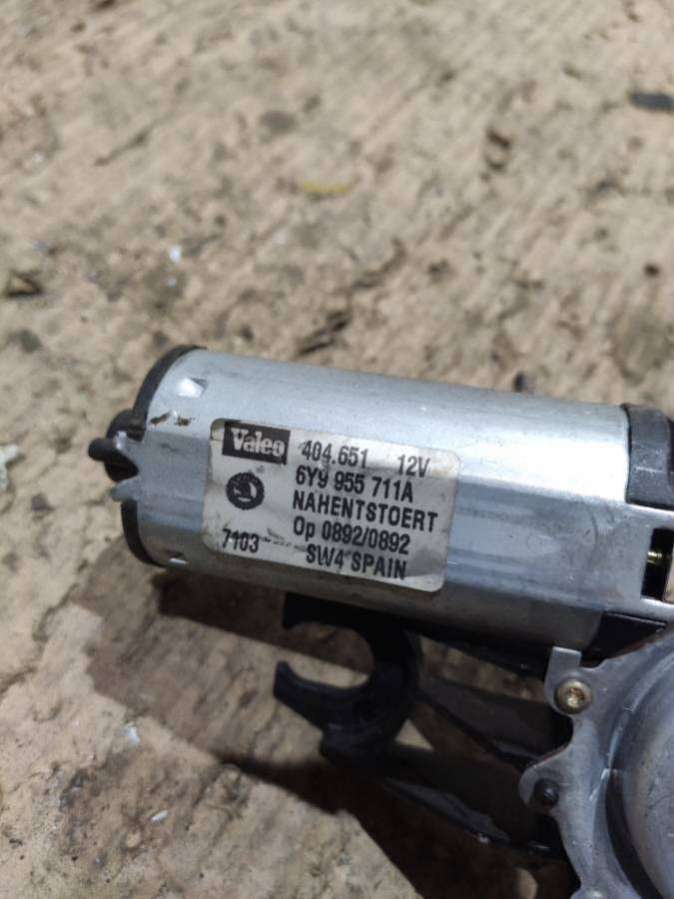 Valeo 404.651 12V
6Y9 955 711A
NAHENTSTOERT
Op 0892/0892
7103 SW4 SPAIN